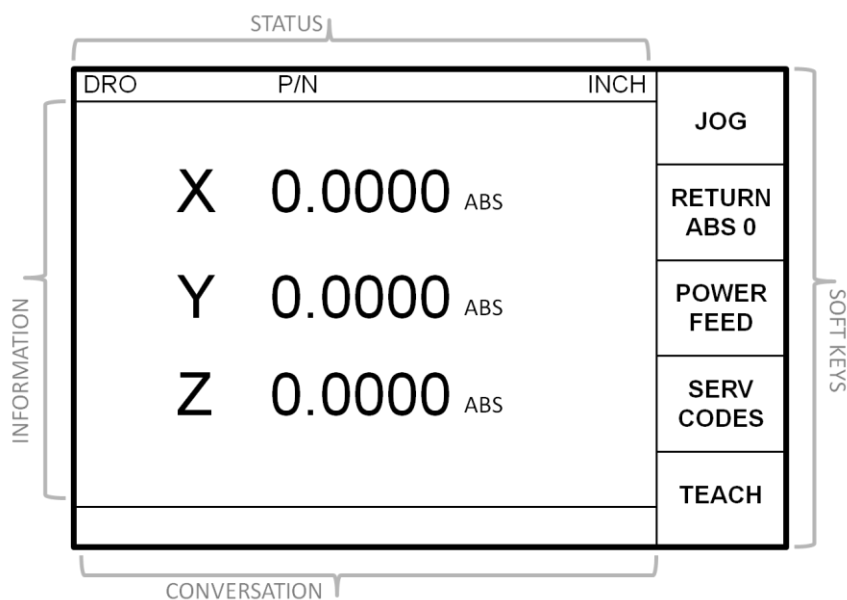 STATUS
DRO P/N INCH
X 0.0000 ABS
Y 0.0000 ABS
Z 0.0000 ABS
JOG
RETURN
ABS 0
POWER
FEED
SERV
CODES
TEACH
INFORMATION
SOFT KEYS
CONVERSATION